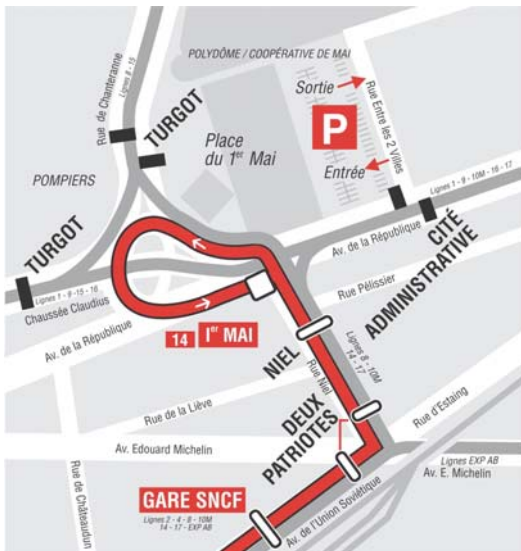 POLYDÔME / COOPÉRATIVE DE MAI
Rue de Chanteranne
Lignes 8 - 15
TURGOT
Sortie
P
Rue Entre les 2 Villes
Place
du 1er Mai
Entrée
POMPIERS
TURGOT
Lignes 1 - 9 - 10M - 16 - 17
Av. de la République
CITÉ
ADMINISTRATIVE
Lignes 1 - 9 -15 - 16
Chaussée Claudius
Av. de la République
14
Ier MAI
Rue Pélissier
NIEL
Rue Niel
Lignes 8 - 10M
14 - 17
Rue de la Liève
DEUX
PATRIOTES
Rue d'Estaing
Av. Edouard Michelin
Lignes EXP AB
Av. E. Michelin
Rue de Châteaudun
GARE SNCF
Lignes 2 - 4 - 8 - 10M
14 - 17 - EXP AB
Av. de l'Union Soviétique